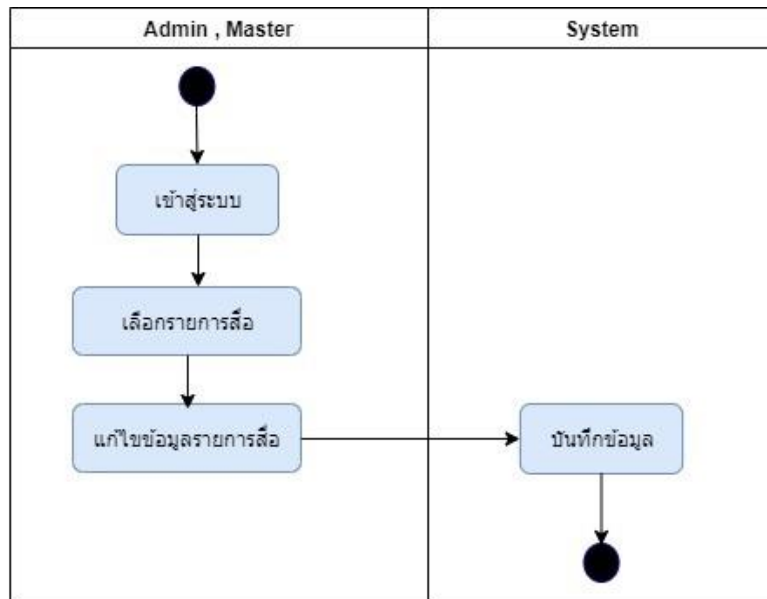 Admin , Master
System
เข้าสู่ระบบ
เลือกรายการสื่อ
แก้ไขข้อมูลรายการสื่อ
บันทึกข้อมูล